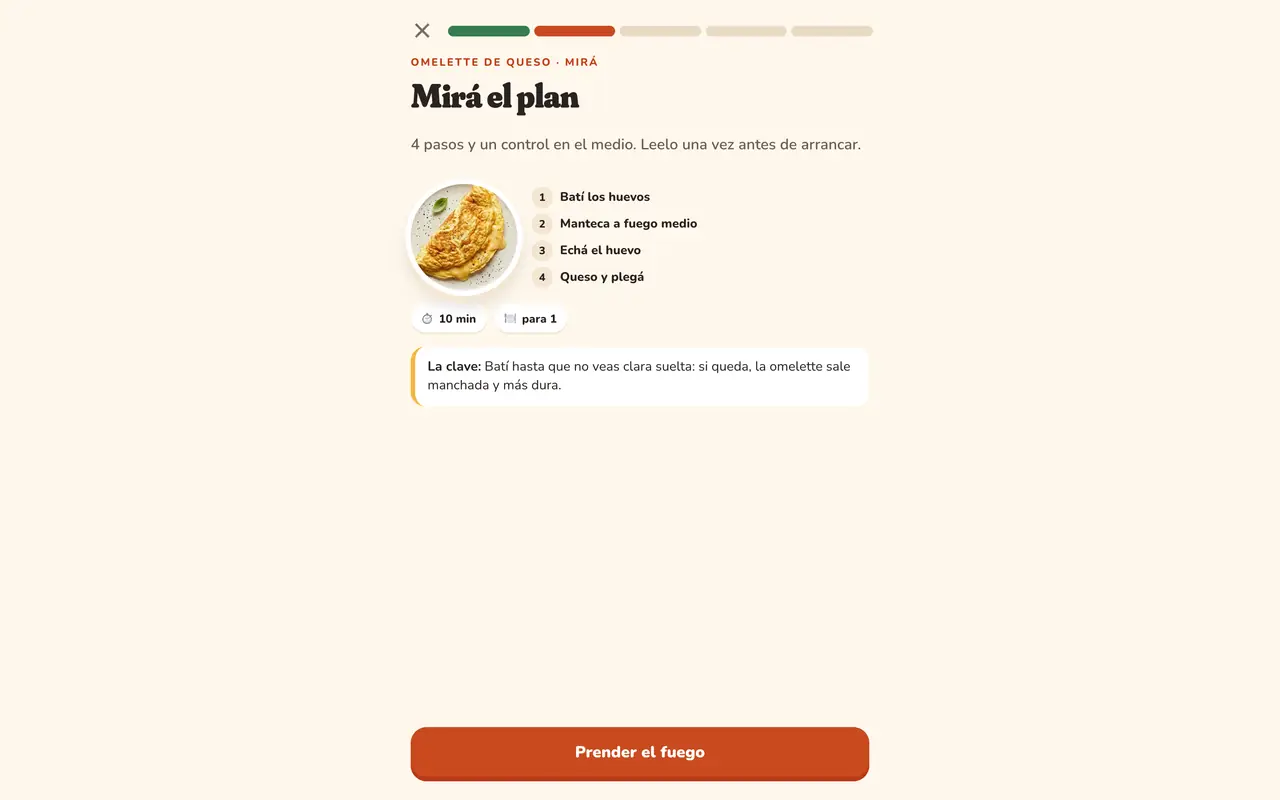 OMELETTE DE QUESO · MIRÁ
Mirá el plan
4 pasos y un control en el medio. Leelo una vez antes de arrancar.
1 Batí los huevos
2 Manteca a fuego medio
3 Echá el huevo
4 Queso y plegá
10 min
para 1
La clave: Batí hasta que no veas clara suelta: si queda, la omelette sale
manchada y más dura.
Prender el fuego